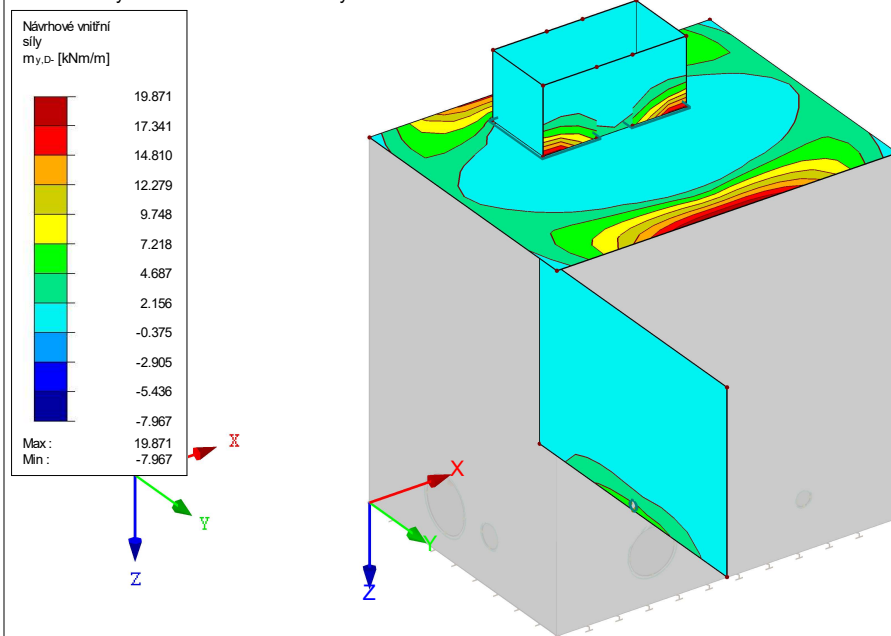 Návrhové vnitřní
síly
my,D- [kNm/m]
19.871
17.341
14.810
12.279
9.748
7.218
4.687
2.156
-0.375
-2.905
-5.436
-7.967
Max : 19.871
Min : -7.967
X
Y
Z
X
Y
Z